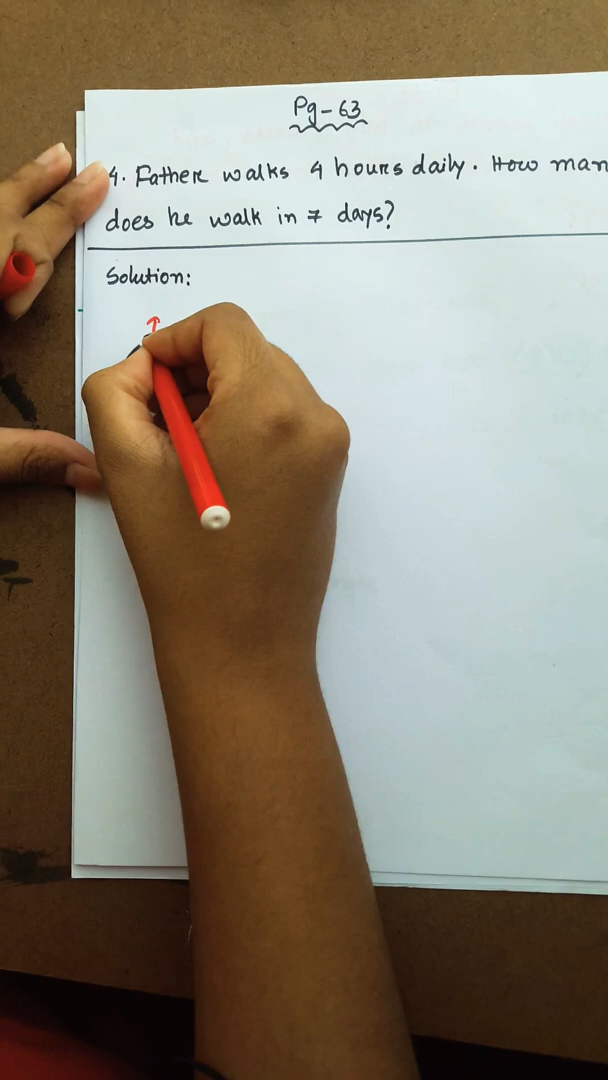 Pg-63
4. Father walks 4 hours daily. How man
does he walk in 7 days?
Solution: